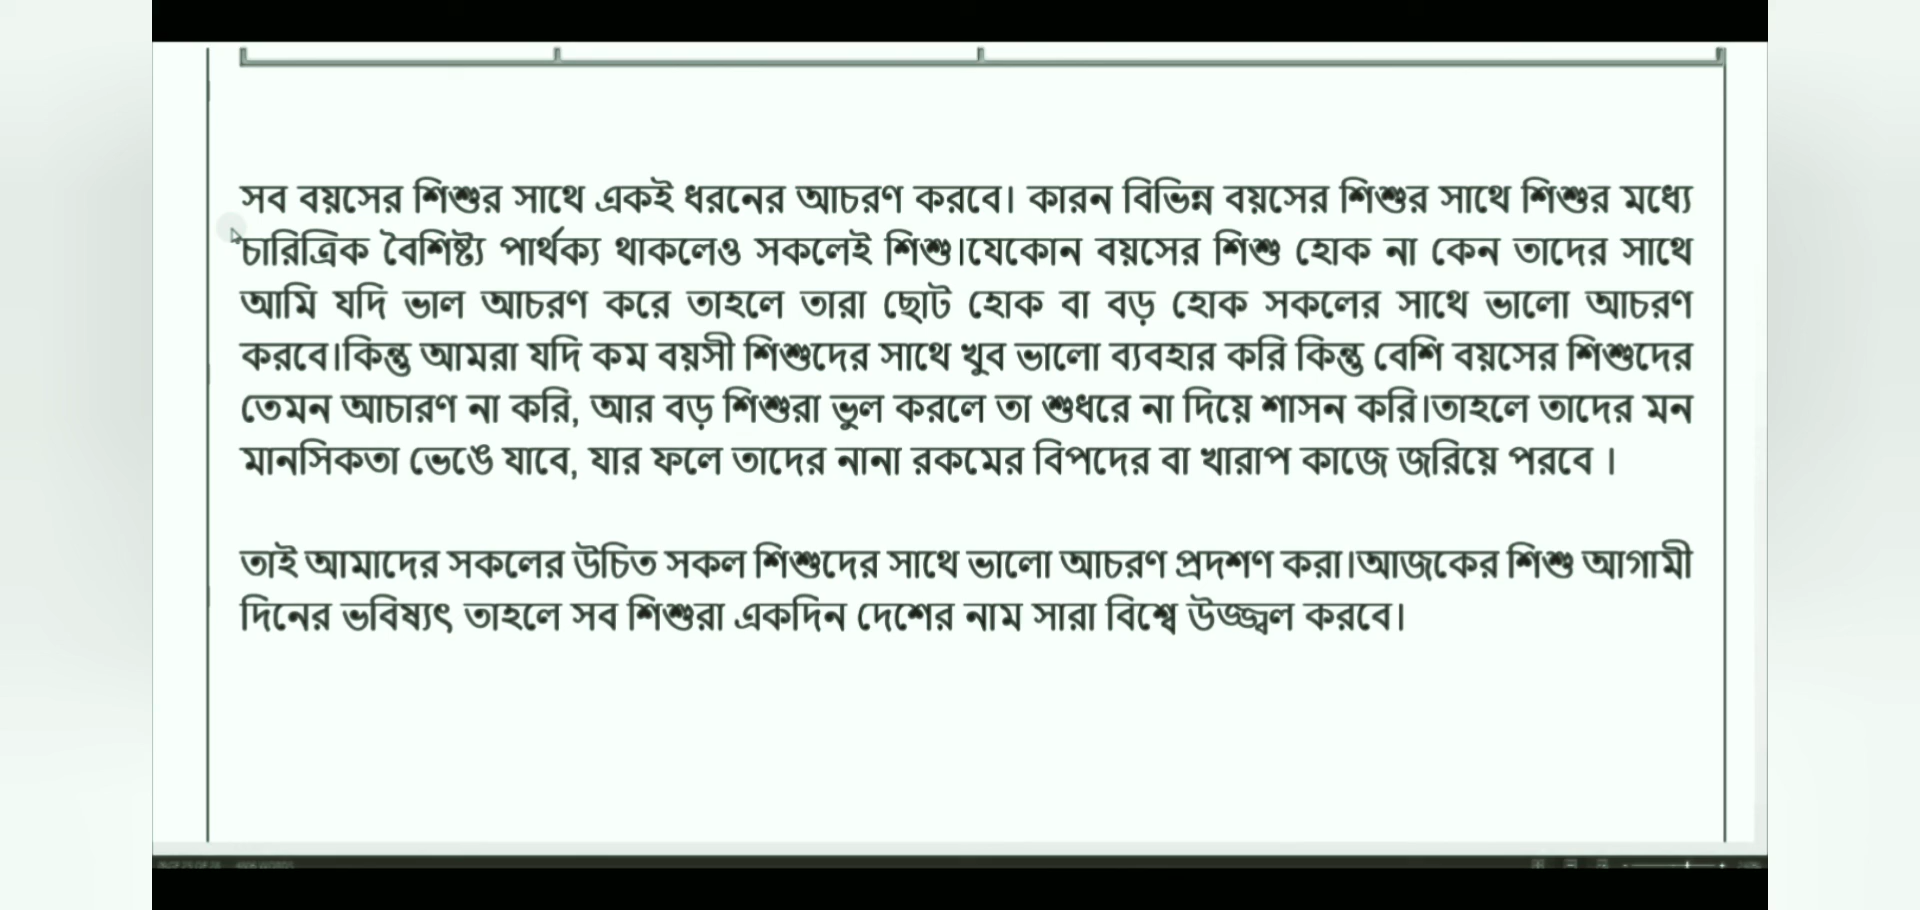 সব বয়সের শিশুর সাথে একই ধরনের আচরণ করবে। কারন বিভিন্ন বয়সের শিশুর সাথে শিশুর মধ্যে
চারিত্রিক বৈশিষ্ট্য পার্থক্য থাকলেও সকলেই শিশু।যেকোন বয়সের শিশু হোক না কেন তাদের সাথে
আমি যদি ভাল আচরণ করে তাহলে তারা ছোট হোক বা বড় হোক সকলের সাথে ভালো আচরণ
করবে।কিন্তু আমরা যদি কম বয়সী শিশুদের সাথে খুব ভালো ব্যবহার করি কিন্তু বেশি বয়সের শিশুদের
তেমন আচারণ না করি, আর বড় শিশুরা ভুল করলে তা শুধরে না দিয়ে শাসন করি।তাহলে তাদের মন
মানসিকতা ভেঙে যাবে, যার ফলে তাদের নানা রকমের বিপদের বা খারাপ কাজে জরিয়ে পরবে ।
তাই আমাদের সকলের উচিত সকল শিশুদের সাথে ভালো আচরণ প্রদশণ করা।আজকের শিশু আগামী
দিনের ভবিষ্যৎ তাহলে সব শিশুরা একদিন দেশের নাম সারা বিশ্বে উজ্জ্বল করবে।